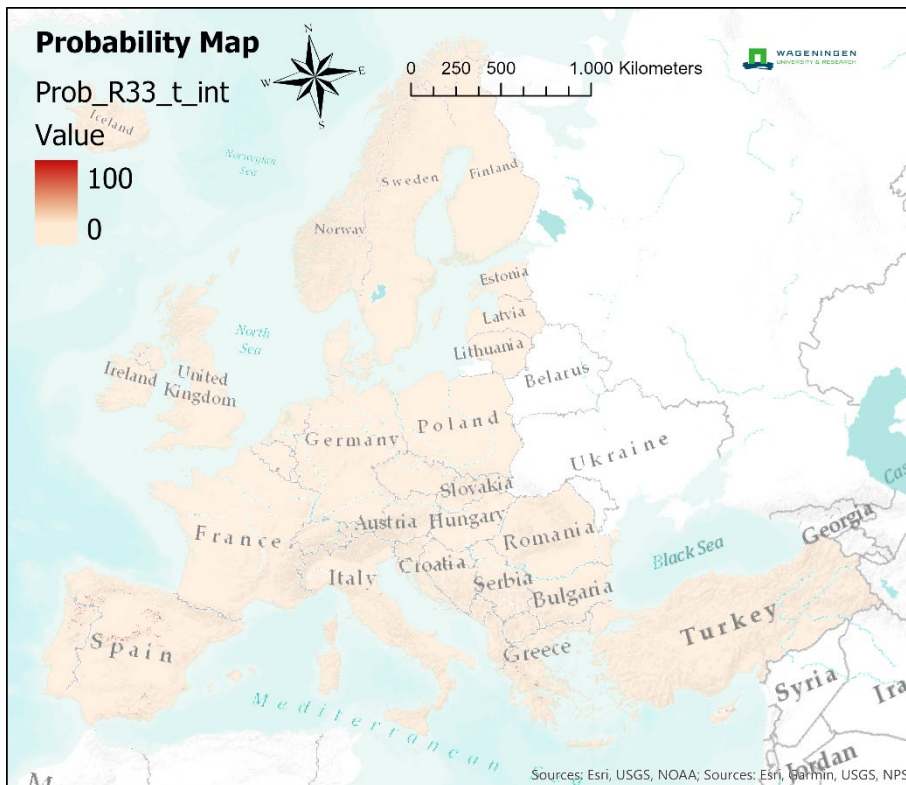 Probability Map
Prob_R33_t_int
Value
100
0
N
W
E
S
0 250 500 1.000 Kilometers
WAGENINGEN
UNIVERSITY & RESEARCH
Iceland
Norwegian
Sea
Sweden
Finland
Norway
Estonia
North
Sea
Latvia
Lithuania
Ireland
United
Kingdom
Belarus
Germany
Poland
Ukraine
Slovakia
Cas
France
Austria
Hungary
Romania
Georgia
Black Sea
Croatia
Italy
Serbia
Bulgaria
Turkey
Spain
Greece
Syria
Ira
Mediterranean Sea
Jordan
M
Sources: Esri, USGS, NOAA; Sources: Esri, Garmin, USGS, NPS